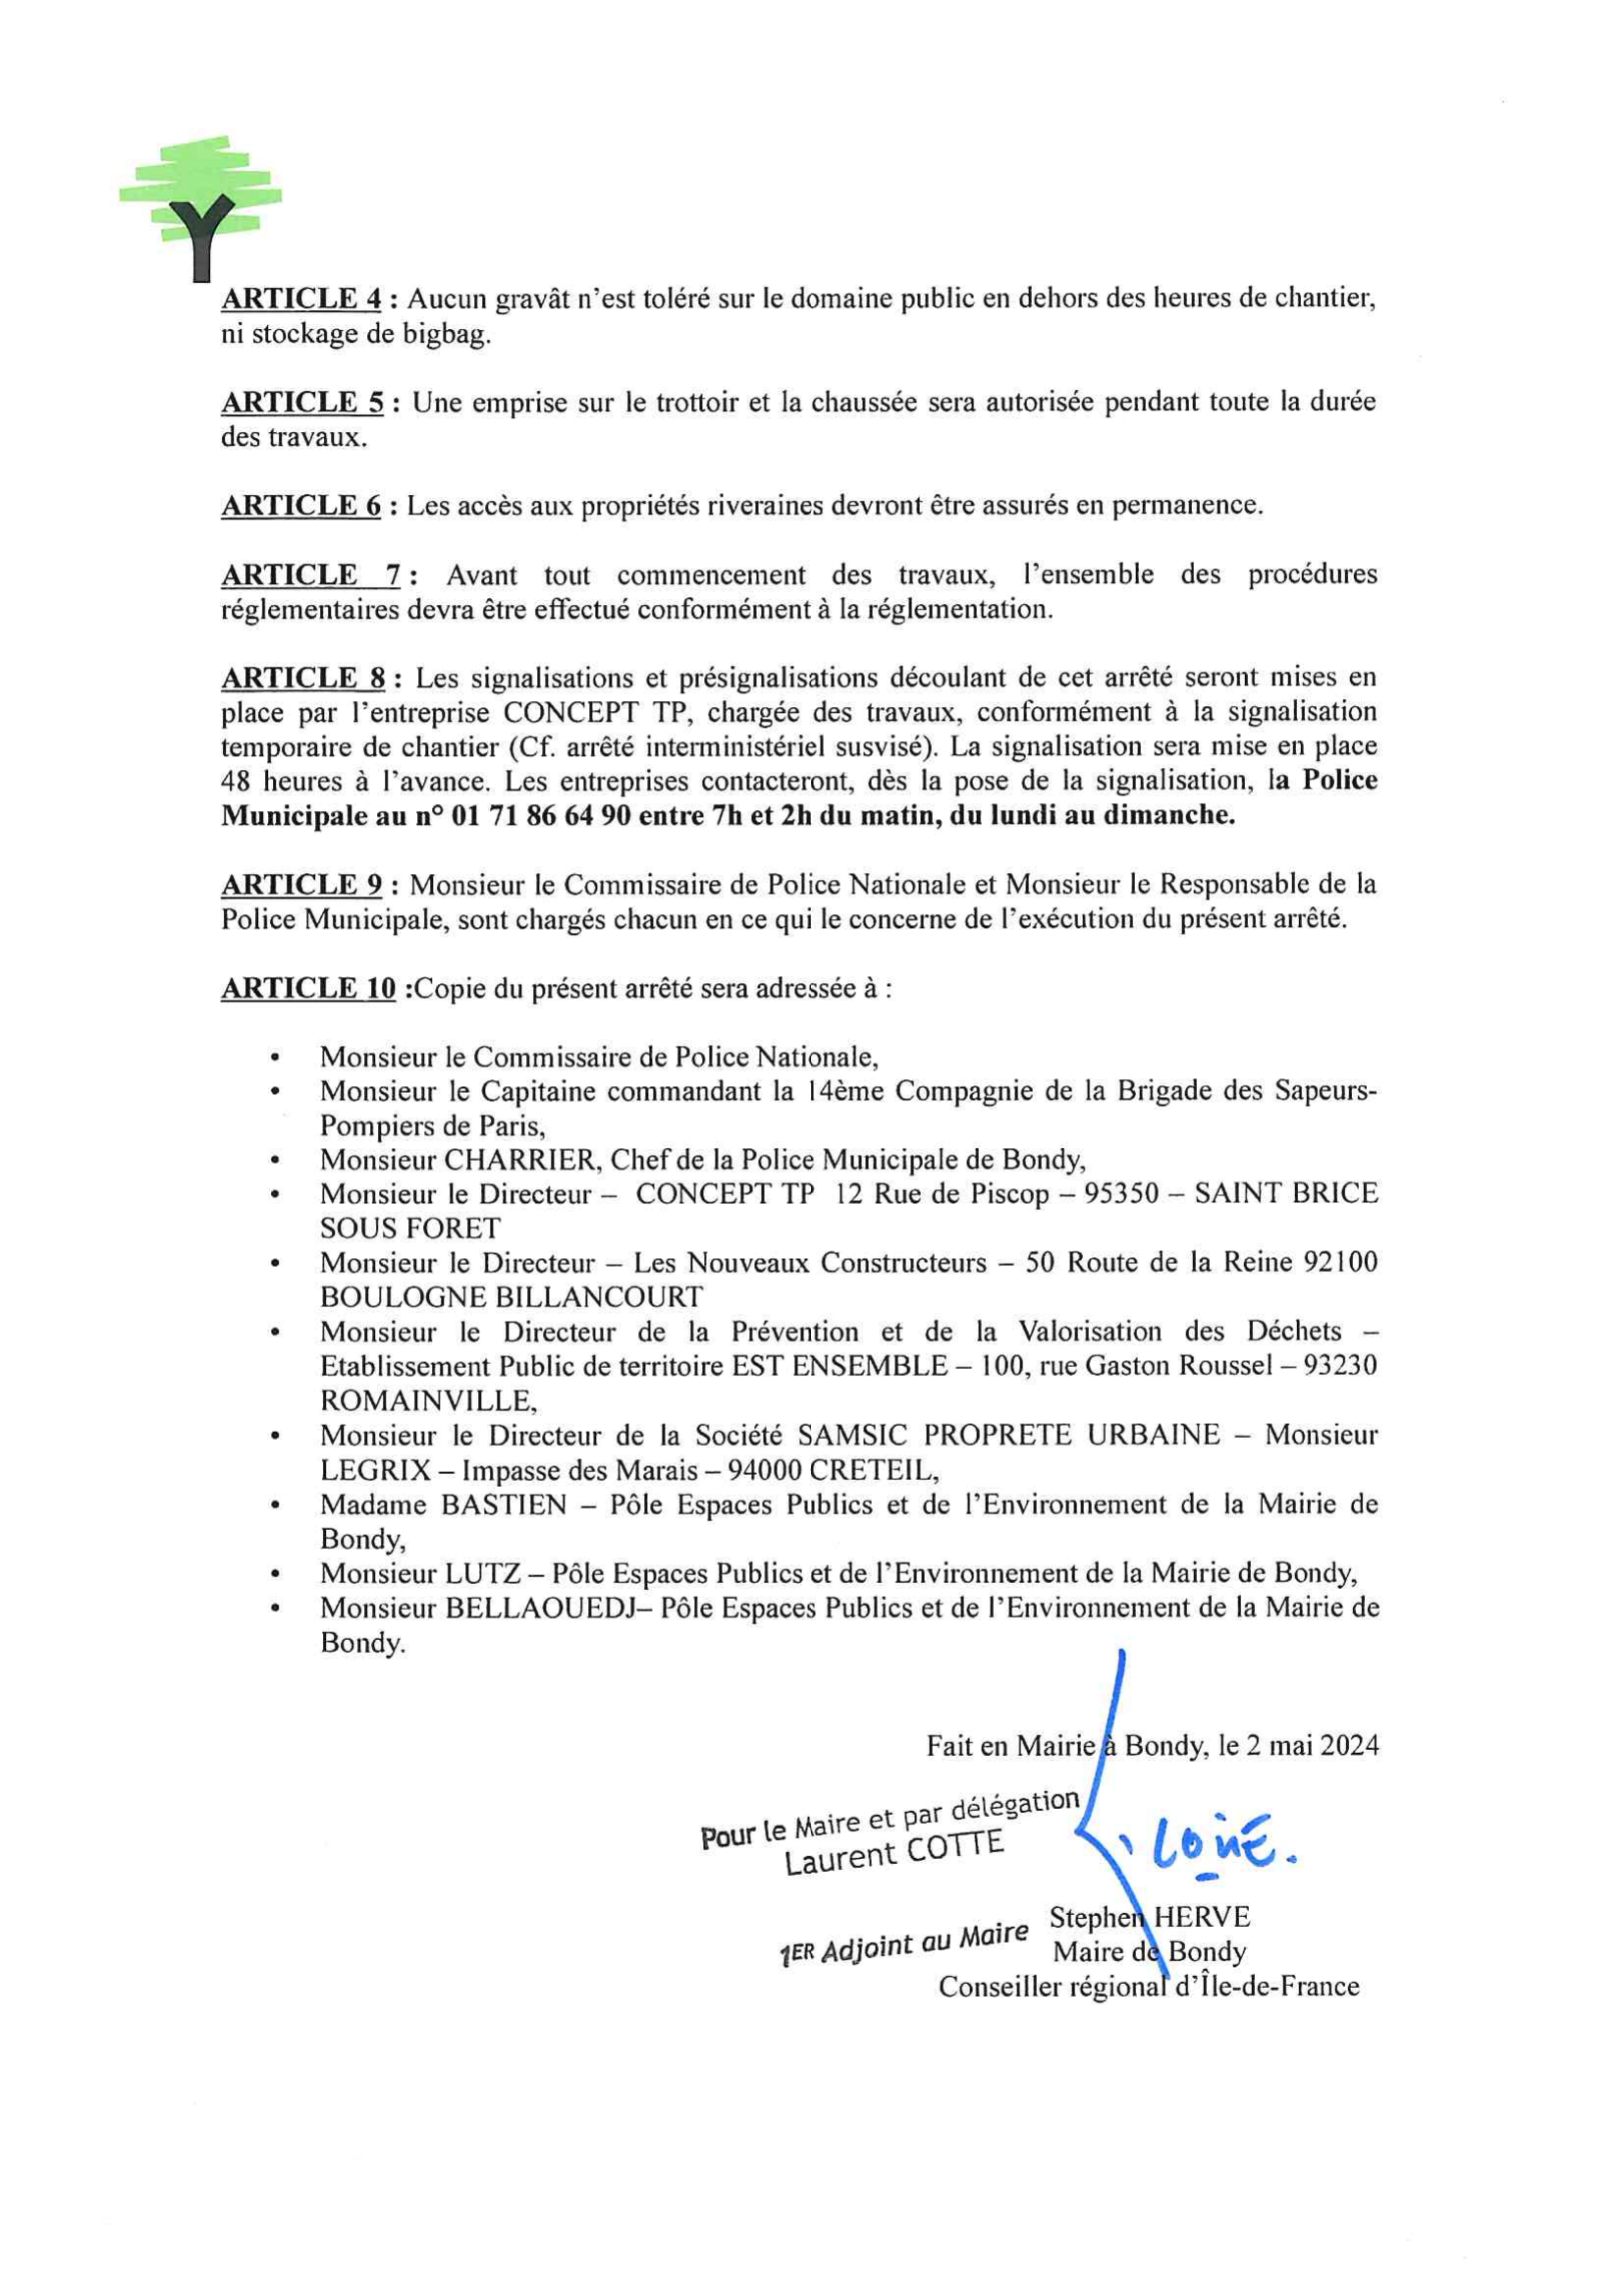 ARTICLE 4 : Aucun gravât n'est toléré sur le domaine public en dehors des heures de chantier,
ni stockage de bigbag.
ARTICLE 5 : Une emprise sur le trottoir et la chaussée sera autorisée pendant toute la durée
des travaux.
ARTICLE 6 : Les accès aux propriétés riveraines devront être assurés en permanence.
ARTICLE 7 : Avant tout commencement des travaux, l'ensemble des procédures
réglementaires devra être effectué conformément à la réglementation.
ARTICLE 8 : Les signalisations et présignalisations découlant de cet arrêté seront mises en
place par l'entreprise CONCEPT TP, chargée des travaux, conformément à la signalisation
temporaire de chantier (Cf. arrêté interministériel susvisé). La signalisation sera mise en place
48 heures à l'avance. Les entreprises contacteront, dès la pose de la signalisation, la Police
Municipale au n° 01 71 86 64 90 entre 7h et 2h du matin, du lundi au dimanche.
ARTICLE 9 : Monsieur le Commissaire de Police Nationale et Monsieur le Responsable de la
Police Municipale, sont chargés chacun en ce qui le concerne de l'exécution du présent arrêté.
ARTICLE 10 :Copie du présent arrêté sera adressée à :
• Monsieur le Commissaire de Police Nationale,
• Monsieur le Capitaine commandant la 14ème Compagnie de la Brigade des Sapeurs-
Pompiers de Paris,
• Monsieur CHARRIER, Chef de la Police Municipale de Bondy,
• Monsieur le Directeur – CONCEPT TP 12 Rue de Piscop – 95350 – SAINT BRICE
SOUS FORET
• Monsieur le Directeur – Les Nouveaux Constructeurs – 50 Route de la Reine 92100
BOULOGNE BILLANCOURT
• Monsieur le Directeur de la Prévention et de la Valorisation des Déchets –
Etablissement Public de territoire EST ENSEMBLE – 100, rue Gaston Roussel – 93230
ROMAINVILLE,
• Monsieur le Directeur de la Société SAMSIC PROPRETE URBAINE – Monsieur
LEGRIX – Impasse des Marais – 94000 CRETEIL,
• Madame BASTIEN – Pôle Espaces Publics et de l'Environnement de la Mairie de
Bondy,
• Monsieur LUTZ – Pôle Espaces Publics et de l'Environnement de la Mairie de Bondy,
• Monsieur BELLAOUEDJ– Pôle Espaces Publics et de l'Environnement de la Mairie de
Bondy.
Fait en Mairie à Bondy, le 2 mai 2024
Pour le Maire et par délégation
Laurent COTTE
1ER Adjoint au Maire
Stephen HERVE
Maire de Bondy
Conseiller régional d'Île-de-France